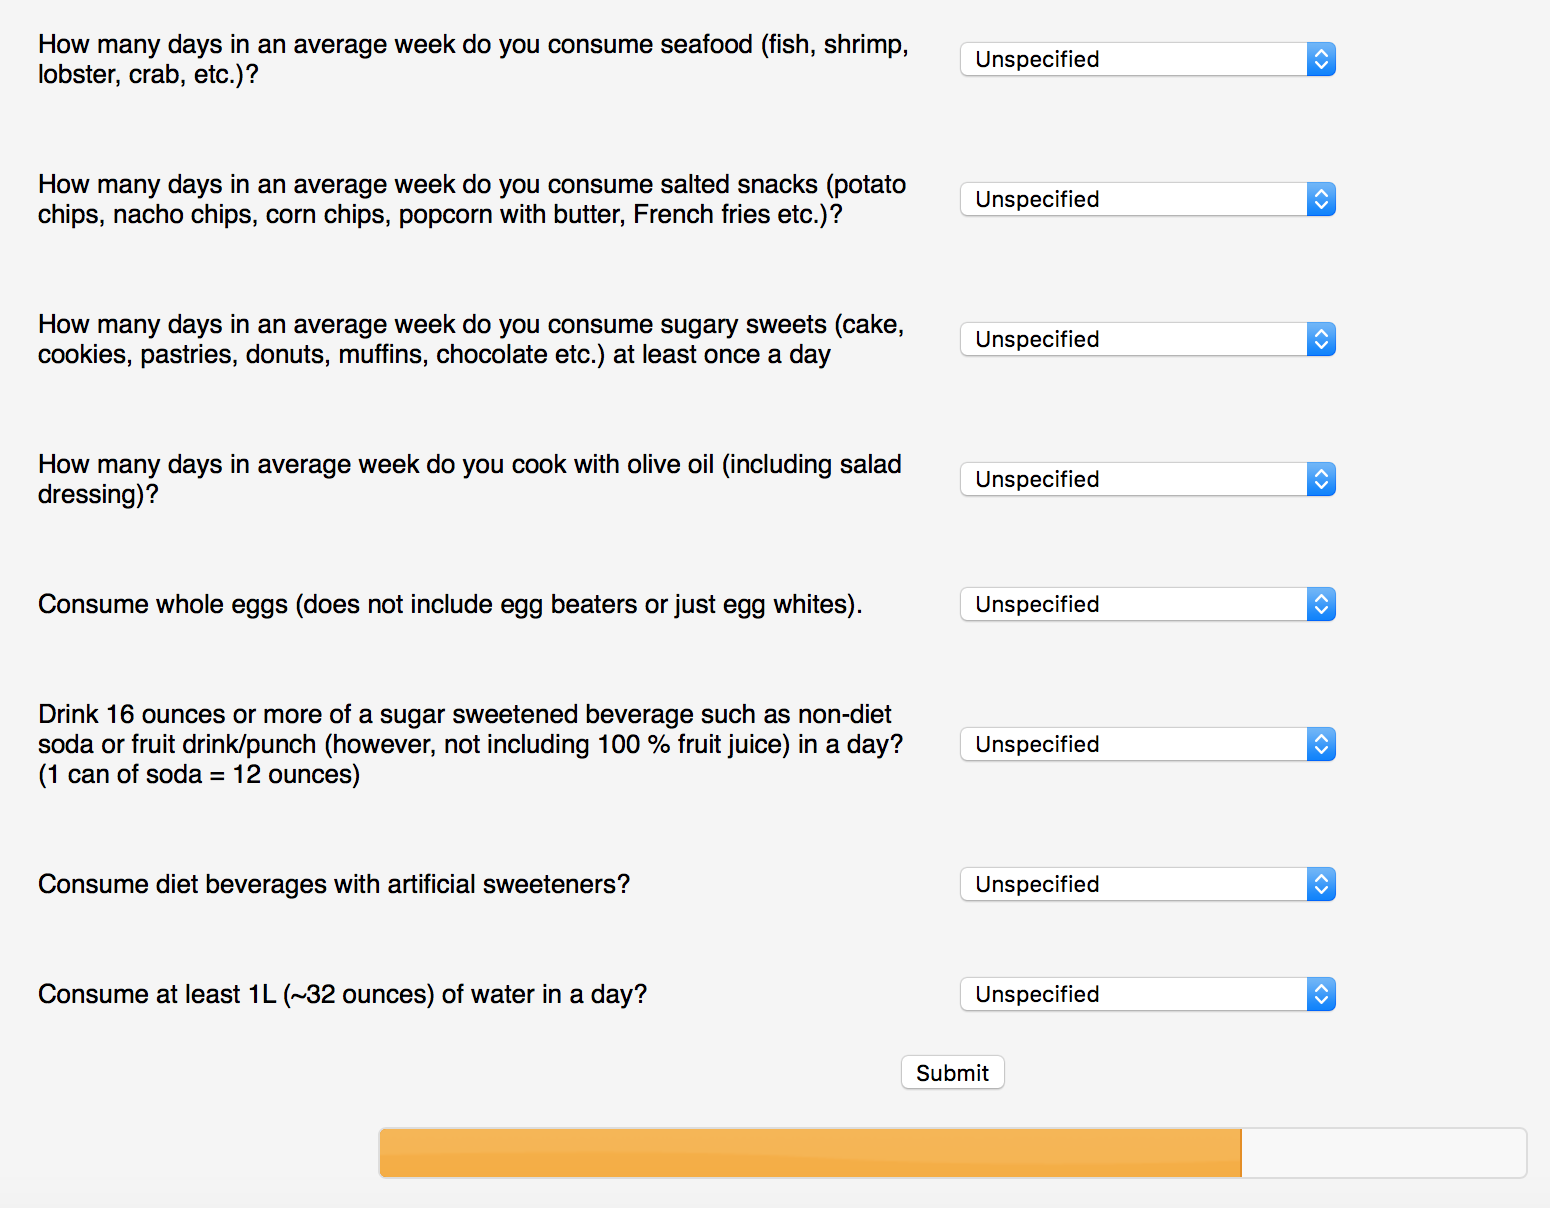 How many days in an average week do you consume seafood (fish, shrimp,
lobster, crab, etc.)?
Unspecified
How many days in an average week do you consume salted snacks (potato
chips, nacho chips, corn chips, popcorn with butter, French fries etc.)?
Unspecified
How many days in an average week do you consume sugary sweets (cake,
cookies, pastries, donuts, muffins, chocolate etc.) at least once a day
Unspecified
How many days in average week do you cook with olive oil (including salad
dressing)?
Unspecified
Consume whole eggs (does not include egg beaters or just egg whites).
Unspecified
Drink 16 ounces or more of a sugar sweetened beverage such as non-diet
soda or fruit drink/punch (however, not including 100 % fruit juice) in a day?
(1 can of soda = 12 ounces)
Unspecified
Consume diet beverages with artificial sweeteners?
Unspecified
Consume at least 1L (~32 ounces) of water in a day?
Unspecified
Submit